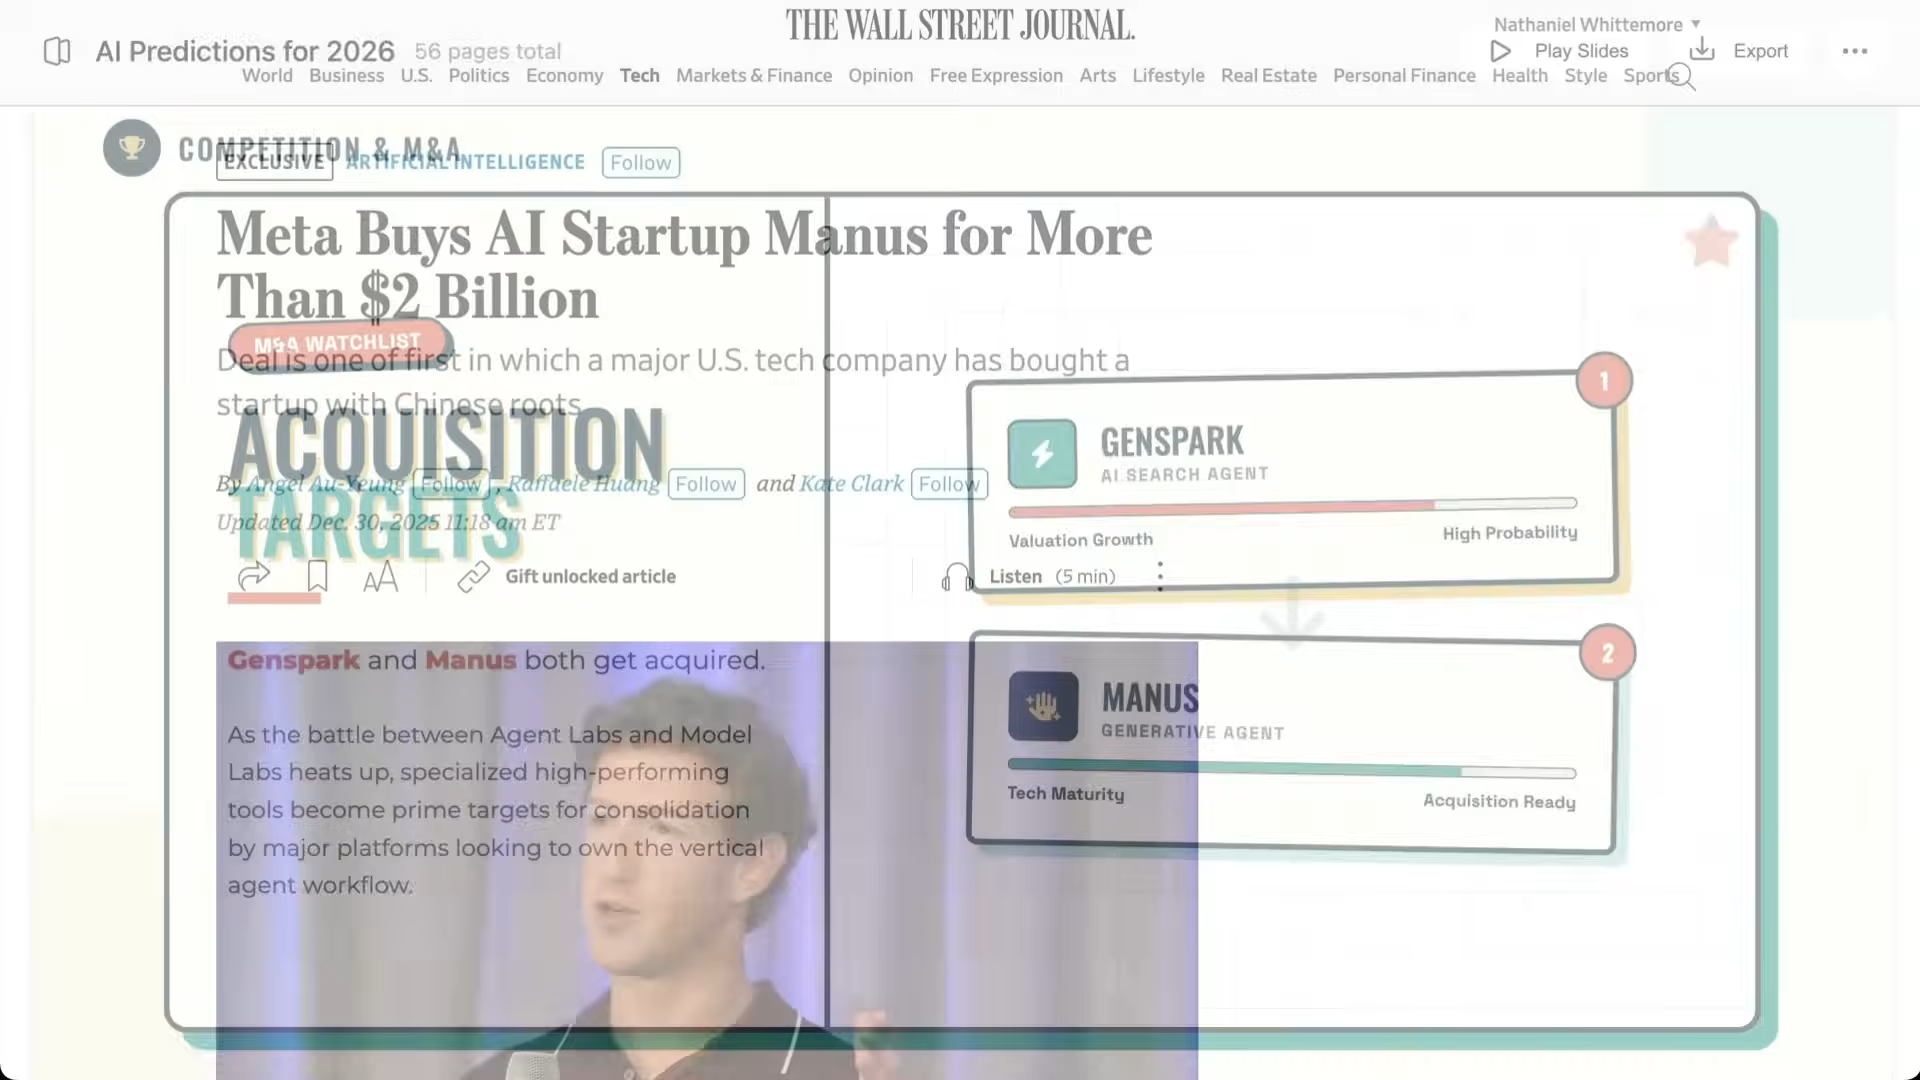 THE WALL STREET JOURNAL.
Nathaniel Whittemore
AI Predictions for 2026 56 pages total
Play Slides Export
World Business U.S. Politics Economy Tech Markets & Finance Opinion Free Expression Arts Lifestyle Real Estate Personal Finance Health Style Sports
COMPETITION & M&A
EXCLUSIVE ARTIFICIAL INTELLIGENCE Follow
Meta Buys AI Startup Manus for More
Than $2 Billion
M&A WATCHLIST
Deal is one of first in which a major U.S. tech company has bought a
startup with Chinese roots
ACQUISITION
TARGETS
By Angel Au-Yeung Follow , Raffaele Huang Follow and Kate Clark Follow
Updated Dec. 30, 2025 11:18 am ET
AA Gift unlocked article
Listen (5 min)
Genspark and Manus both get acquired.
As the battle between Agent Labs and Model
Labs heats up, specialized high-performing
tools become prime targets for consolidation
by major platforms looking to own the vertical
agent workflow.
1
GENSPARK
AI SEARCH AGENT
Valuation Growth High Probability
2
MANUS
GENERATIVE AGENT
Tech Maturity Acquisition Ready